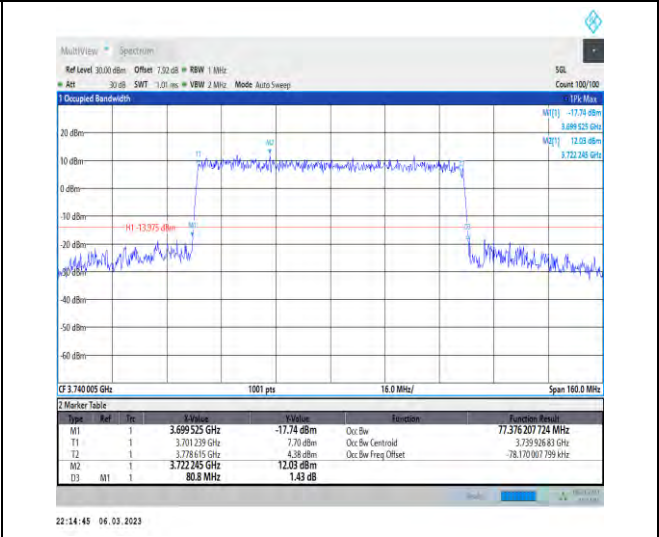 MultiView Spectrum
Ref Level 30.00 dBm Offset 7.92 dB RBW 1 MHz SGL
Att 30 dB SWT 1.01 ms VBW 2 MHz Mode Auto Sweep Count 100/100
1 Occupied Bandwidth 1Pk Max
M1[1] -17.74 dBm
3.699 525 GHz
20 dBm
M2[1] 12.03 dBm
3.722 245 GHz
M2
T1
10 dBm
0 dBm
-10 dBm
H1 -13.975 dBm M1 D3
-20 dBm
-30 dBm
-40 dBm
-50 dBm
-60 dBm
CF 3.740 005 GHz 1001 pts 16.0 MHz/ Span 160.0 MHz
2 Marker Table
Type Ref Trc X-Value Y-Value Function Function Result
M1 1 3.699 525 GHz -17.74 dBm Occ Bw 77.376 207 724 MHz
T1 1 3.701 239 GHz 7.70 dBm Occ Bw Centroid 3.739 926 83 GHz
T2 1 3.778 615 GHz 4.38 dBm Occ Bw Freq Offset -78.170 007 799 kHz
M2 1 3.722 245 GHz 12.03 dBm
D3 M1 1 80.8 MHz 1.43 dB
22:14:45 06.03.2023